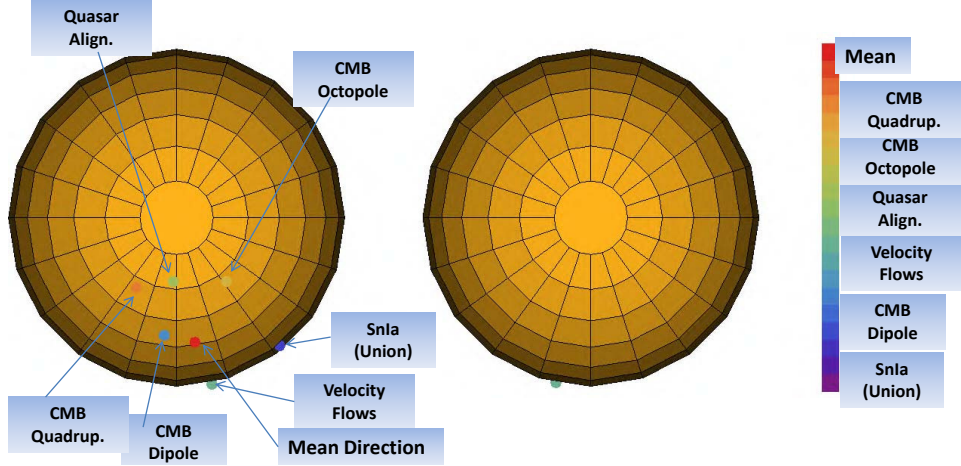 Quasar
Align.
CMB
Octopole
SnIa
(Union)
Velocity
Flows
Mean Direction
CMB
Dipole
CMB
Quadrup.
Mean
CMB
Quadrup.
CMB
Octopole
Quasar
Align.
Velocity
Flows
CMB
Dipole
SnIa
(Union)